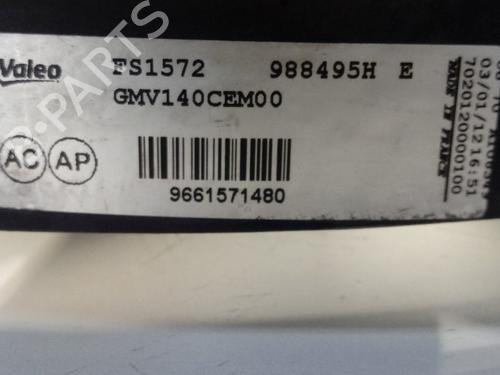 Valeo FS1572 988495H E
GMV140CEM00
AC AP
9661571480
MADE IN FRANCE
03/01/12 16:51
7020120000100
B-PARTS